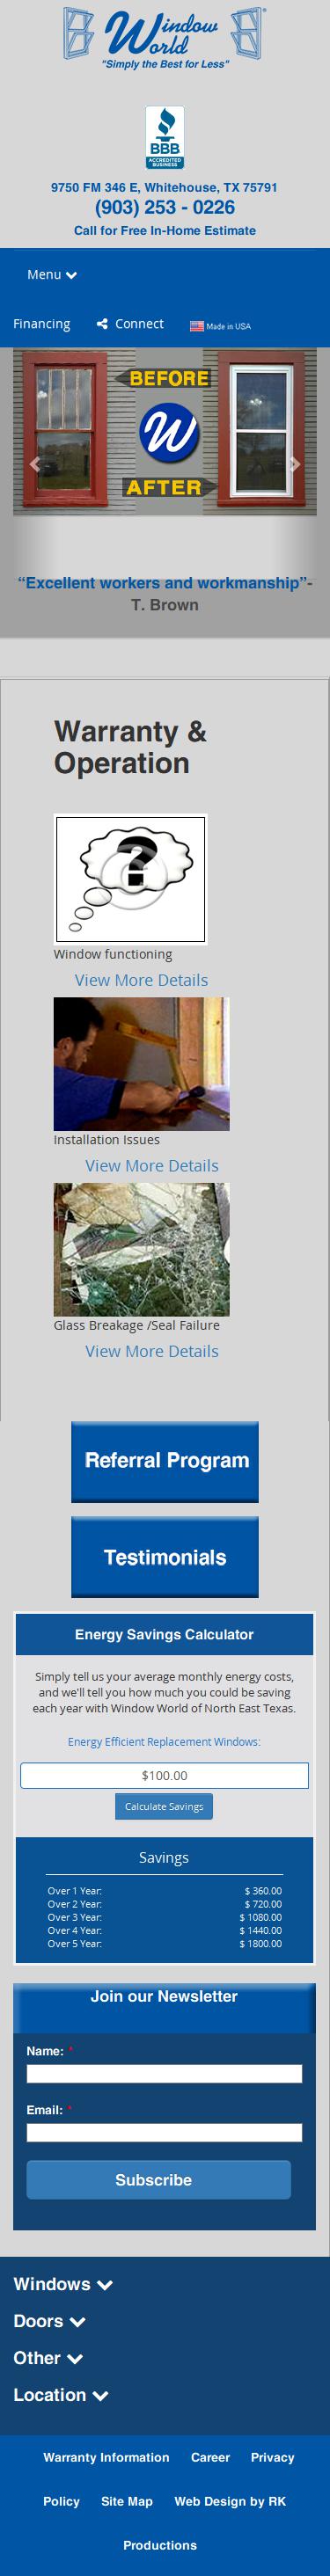 Window
World®
"Simply the Best for Less"
BBB
ACCREDITED
BUSINESS
9750 FM 346 E, Whitehouse, TX 75791
(903) 253 - 0226
Call for Free In-Home Estimate
Menu
Financing Connect Made in USA
BEFORE
W
AFTER
“Excellent workers and workmanship”-
T. Brown
Warranty &
Operation
?
Window functioning
View More Details
Installation Issues
View More Details
Glass Breakage /Seal Failure
View More Details
Referral Program
Testimonials
Energy Savings Calculator
Simply tell us your average monthly energy costs,
and we'll tell you how much you could be saving
each year with Window World of North East Texas.
Energy Efficient Replacement Windows:
$100.00
Calculate Savings
Savings
Over 1 Year: $ 360.00
Over 2 Year: $ 720.00
Over 3 Year: $ 1080.00
Over 4 Year: $ 1440.00
Over 5 Year: $ 1800.00
Join our Newsletter
Name: *
Email: *
Subscribe
Windows
Doors
Other
Location
Warranty Information Career Privacy
Policy Site Map Web Design by RK
Productions